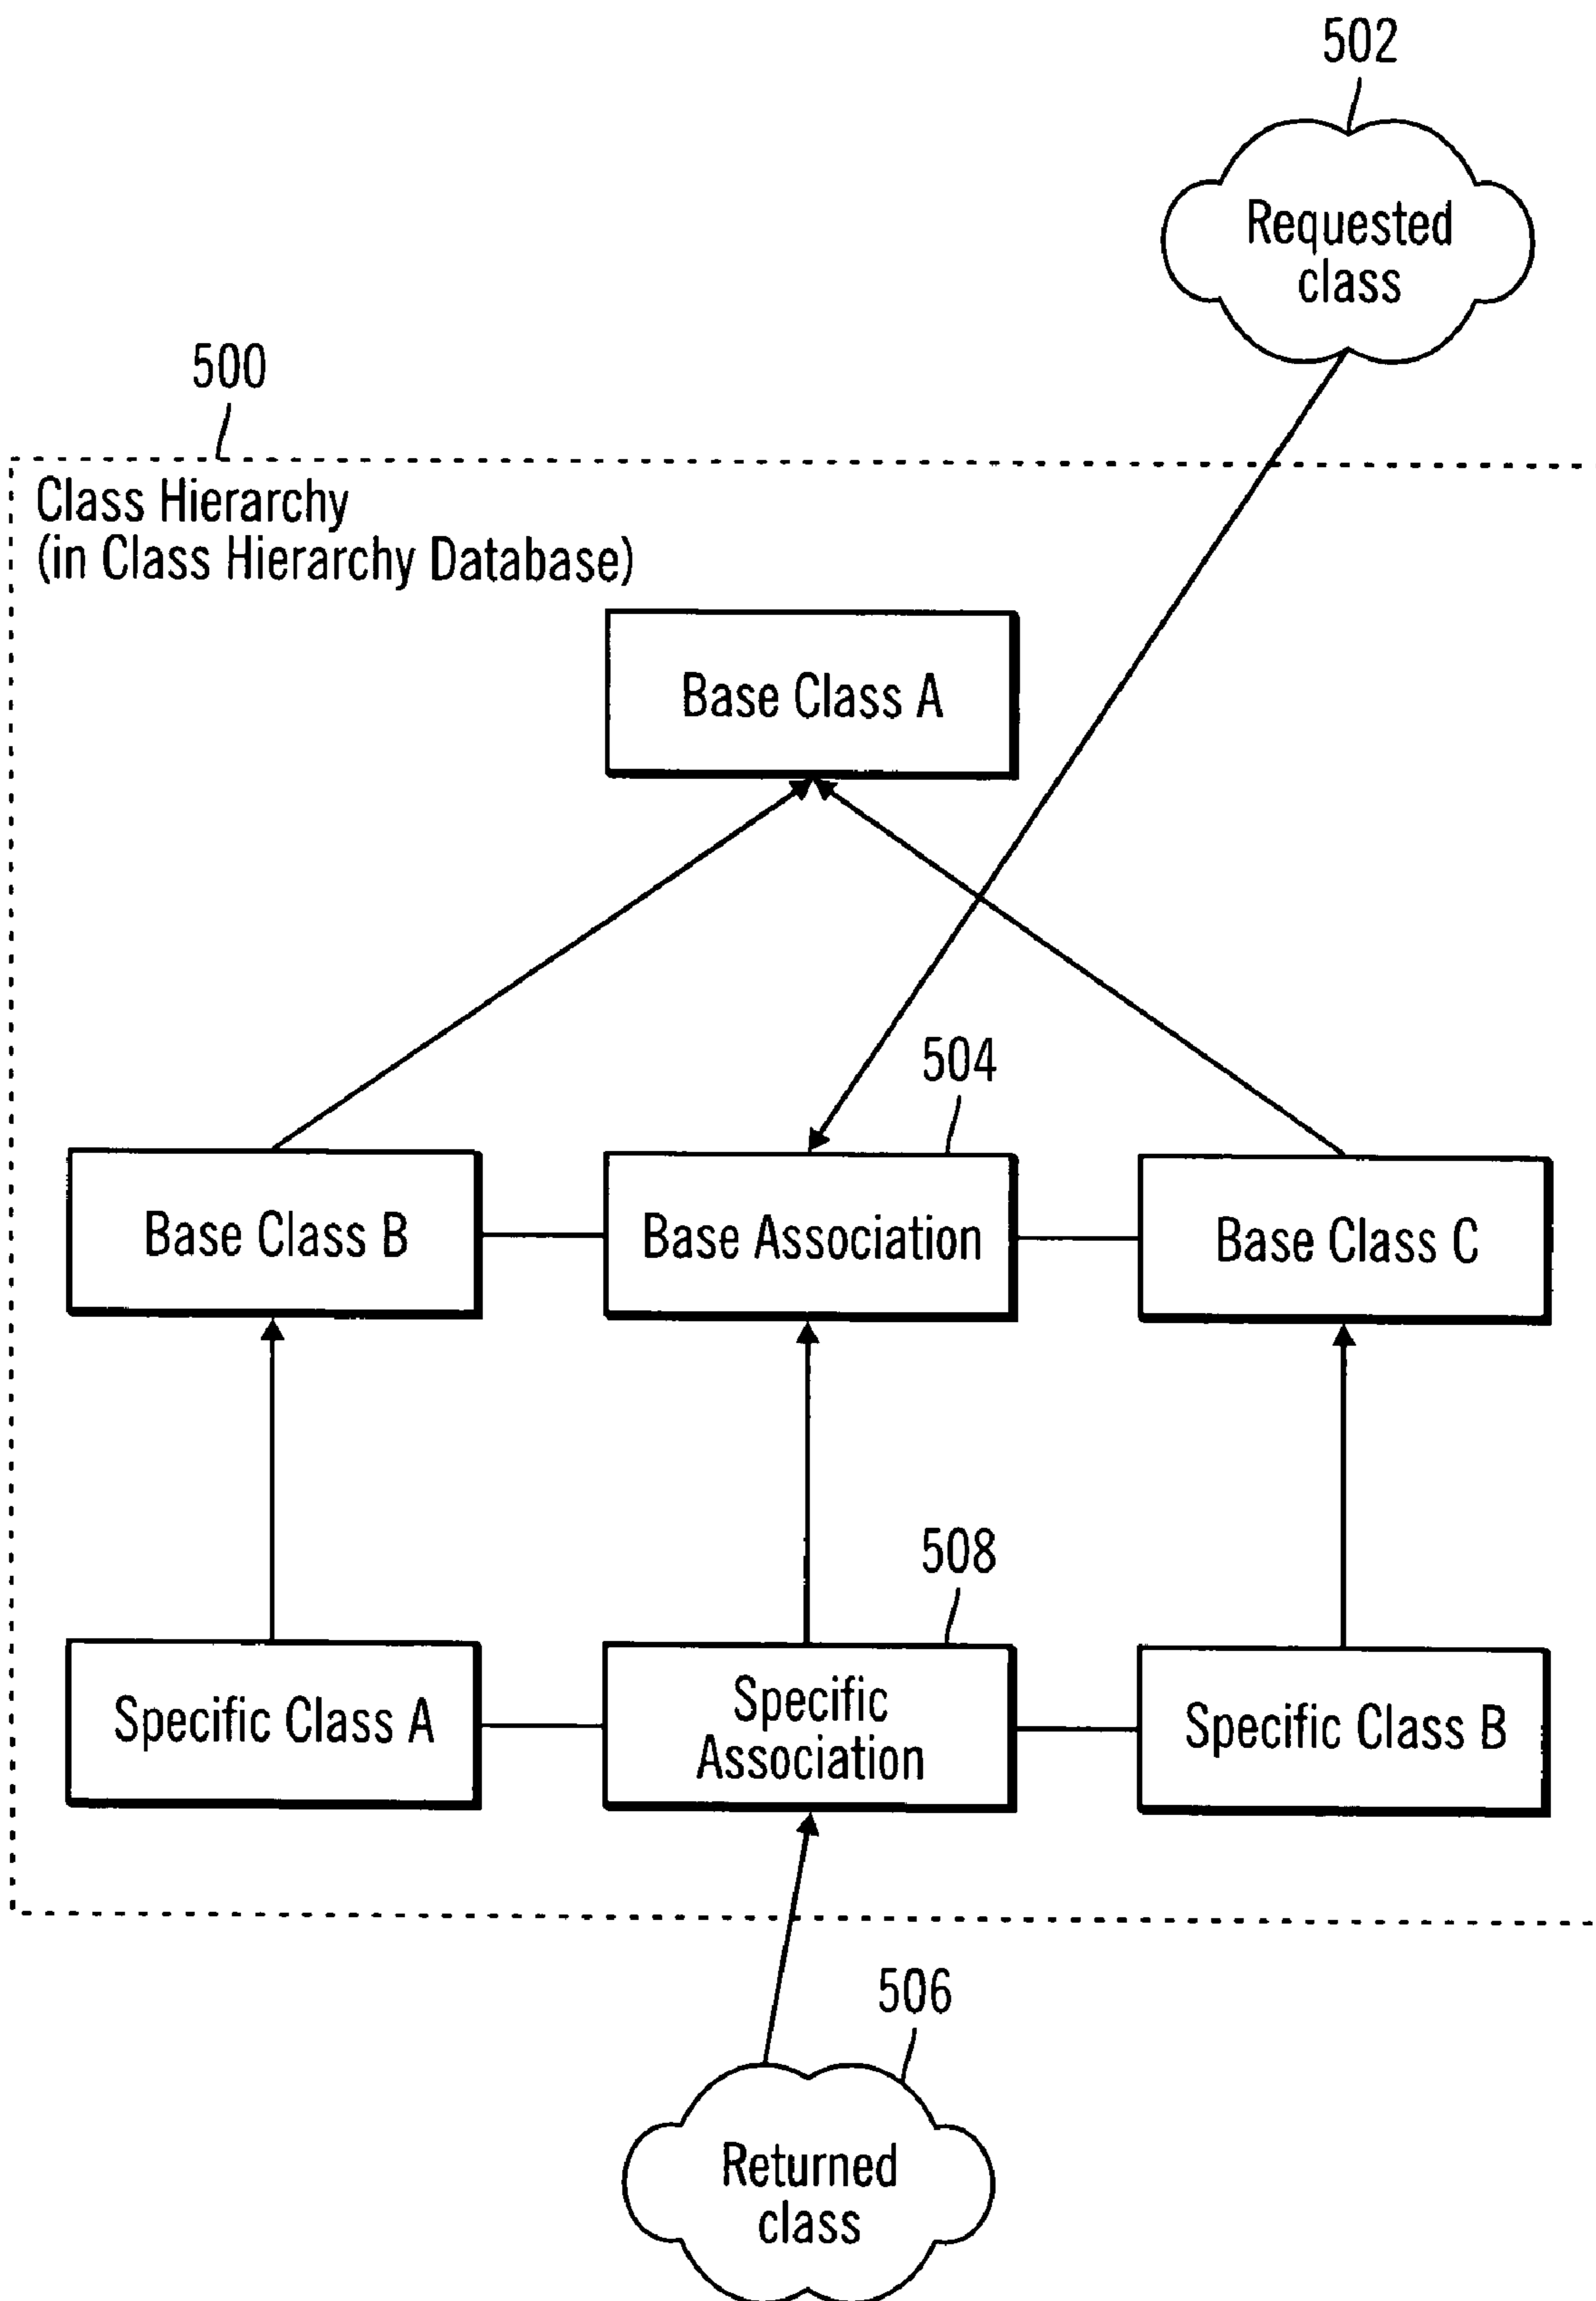 502
Requested
class
500
Class Hierarchy
(in Class Hierarchy Database)
Base Class A
504
Base Class B
Base Association
Base Class C
508
Specific Class A
Specific
Association
Specific Class B
506
Returned
class